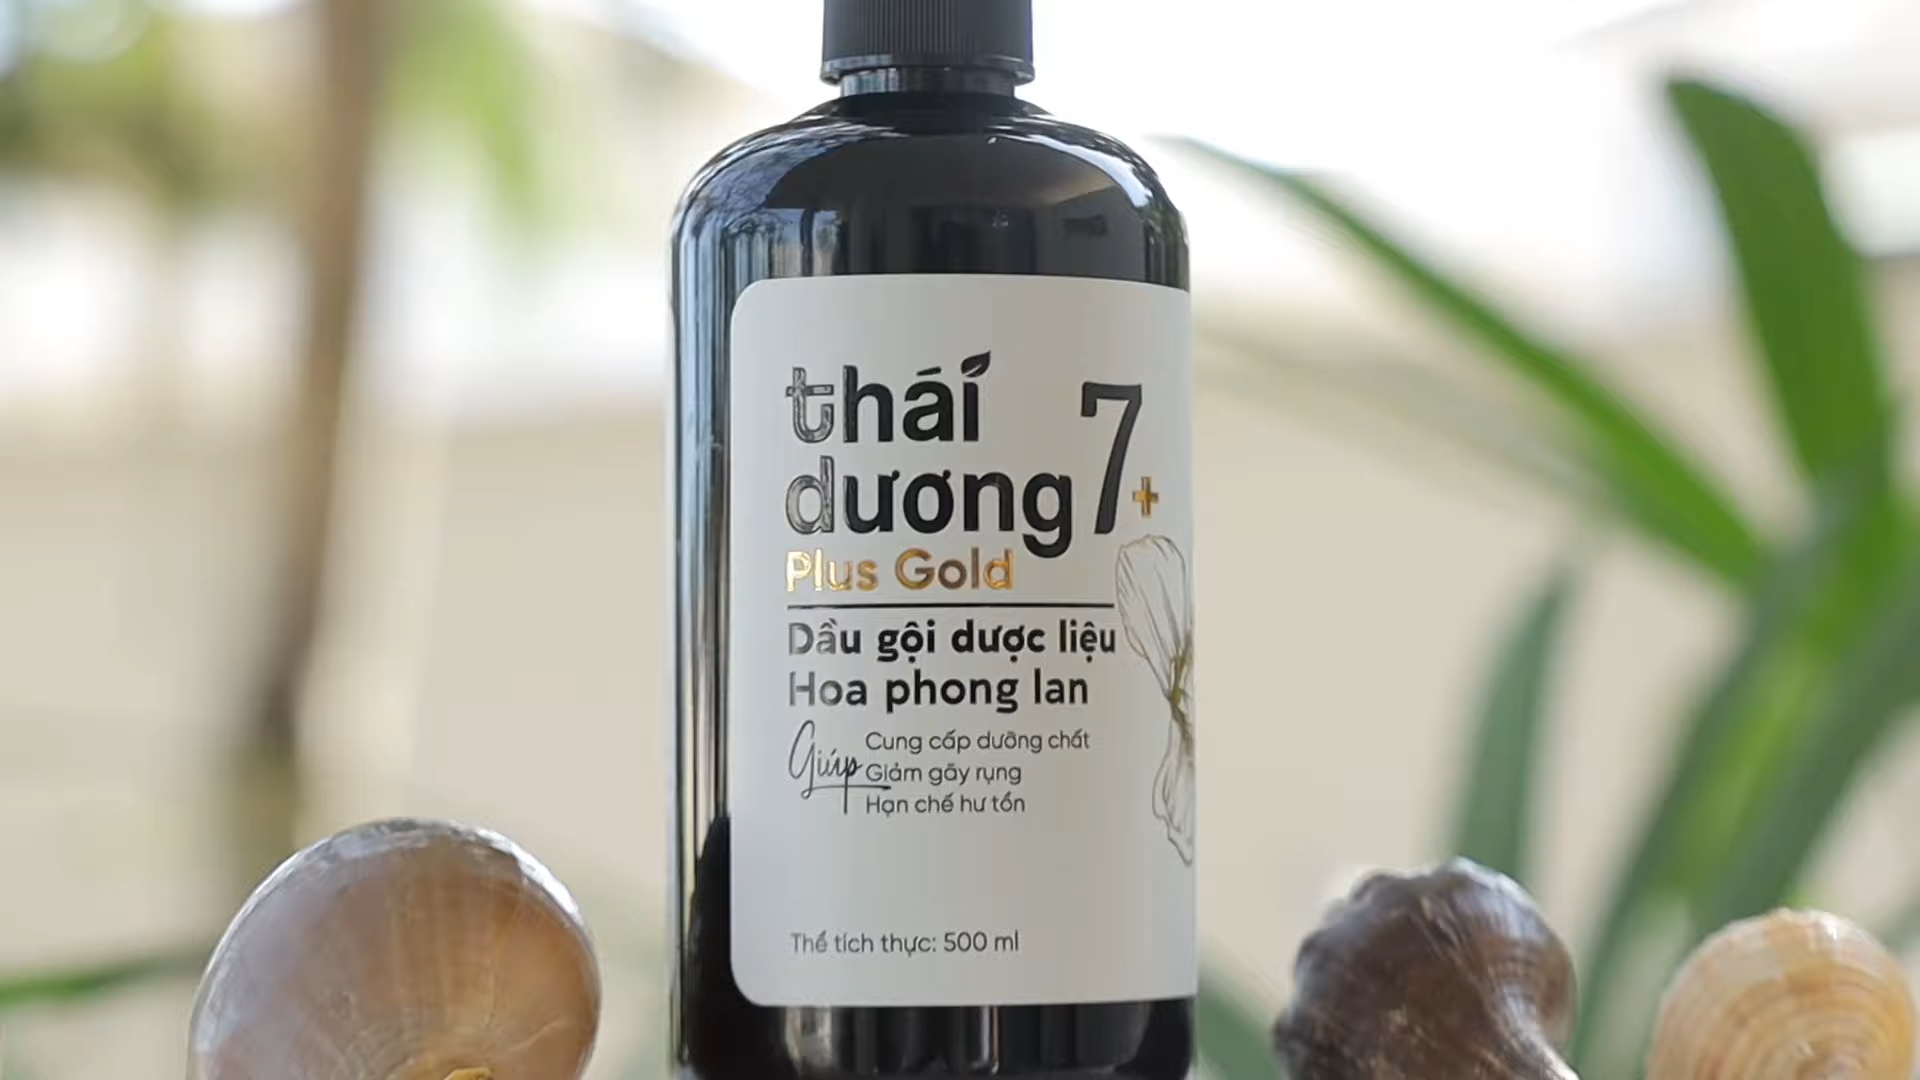 thái
dương 7+
Plus Gold
Dầu gội dược liệu
Hoa phong lan
Giúp
Cung cấp dưỡng chất
Giảm gãy rụng
Hạn chế hư tổn
Thể tích thực: 500 ml